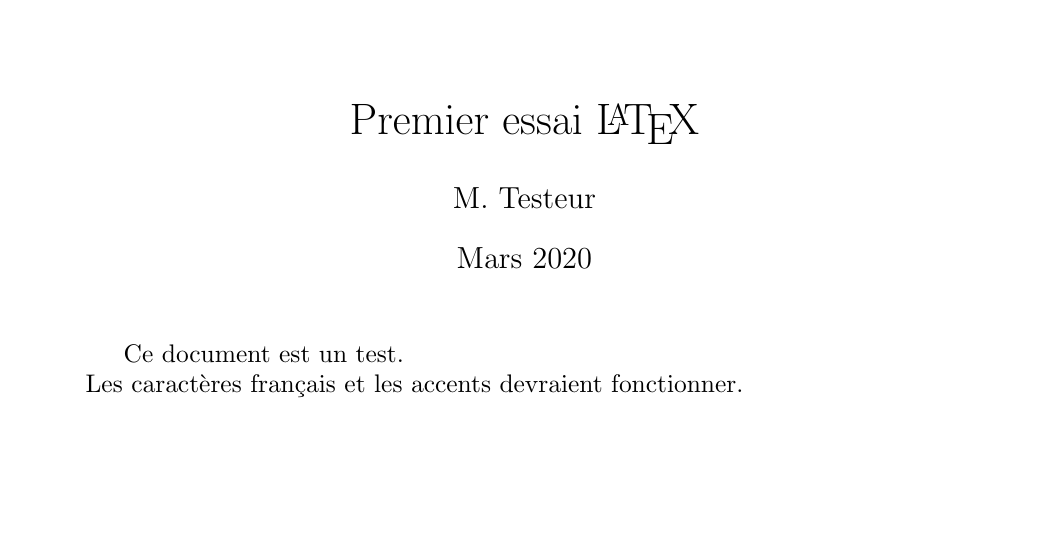 Premier essai LATEX
M. Testeur
Mars 2020
Ce document est un test.
Les caractères français et les accents devraient fonctionner.